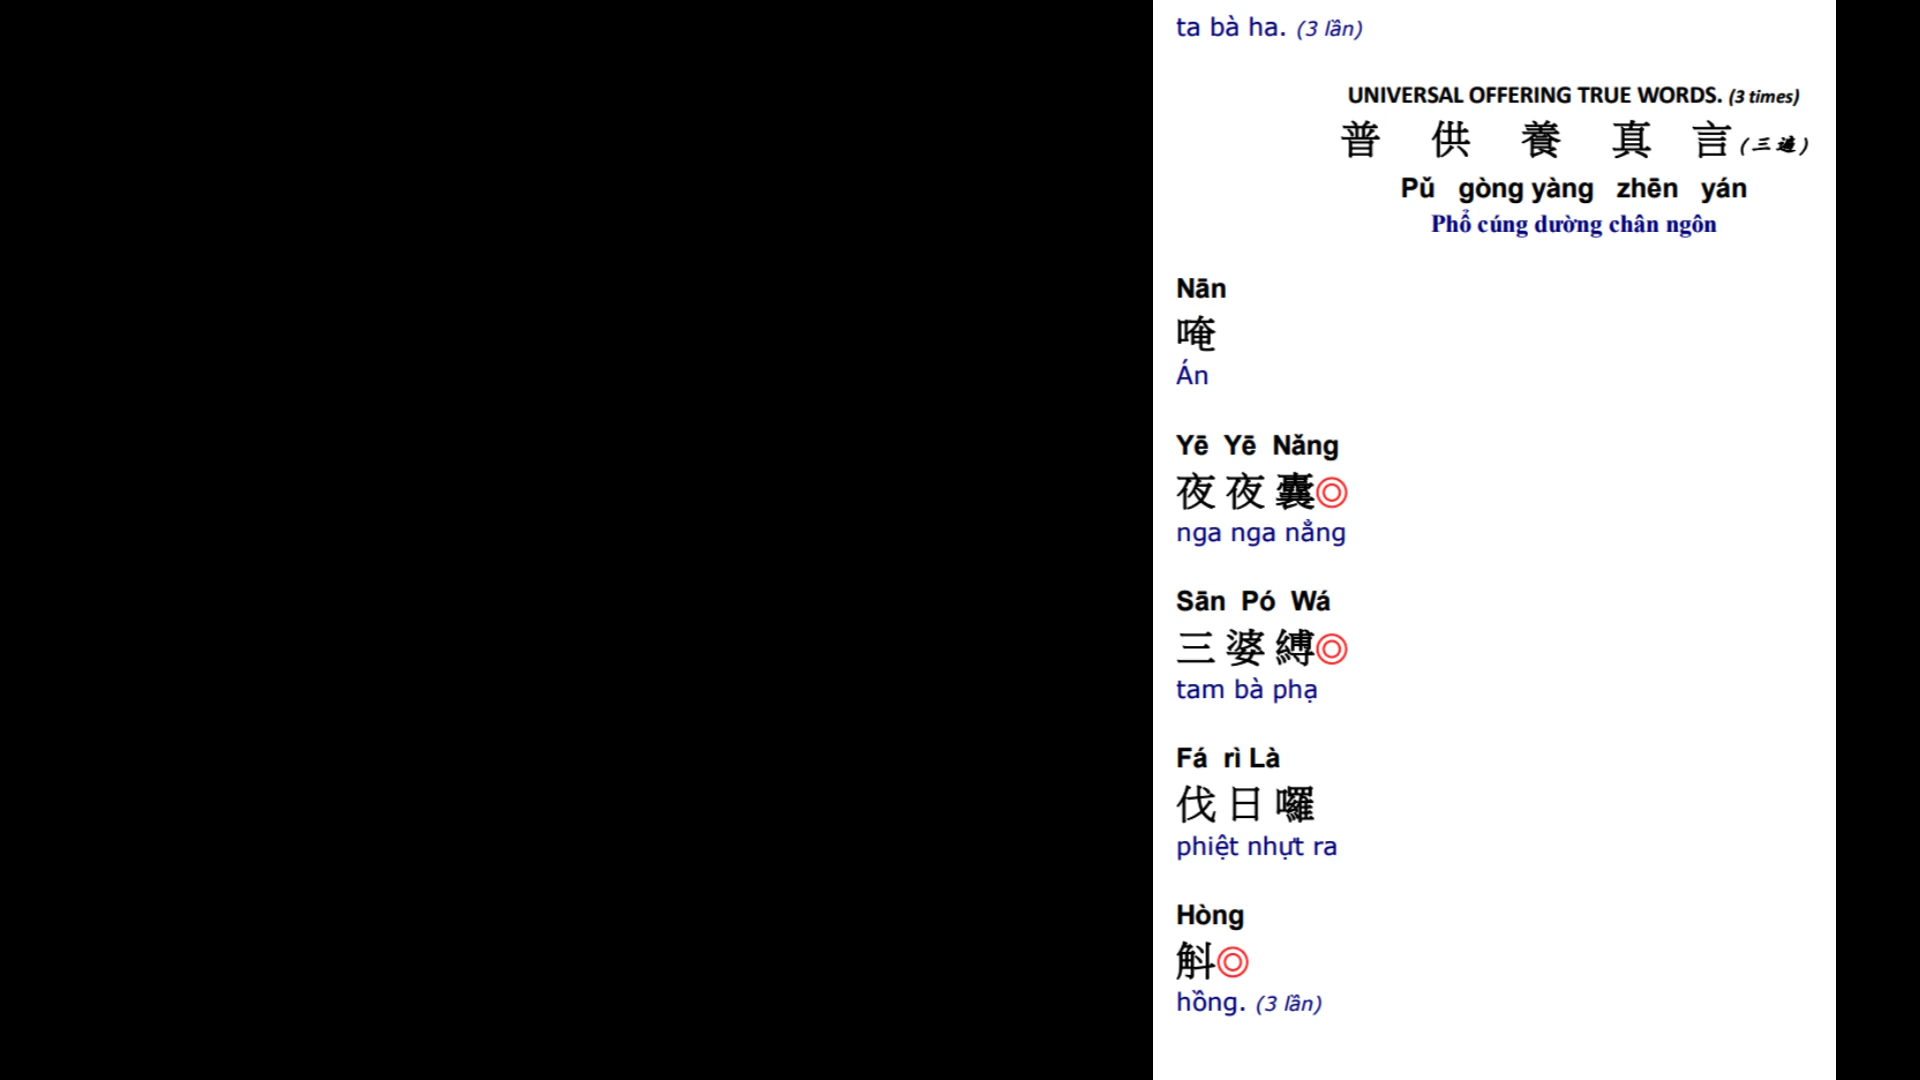 ta bà ha. (3 lần)
UNIVERSAL OFFERING TRUE WORDS. (3 times)
普 供 養 真 言 (三遍)
Pǔ gòng yàng zhēn yán
Phổ cúng dường chân ngôn
Nān
唵
Án
Yē Yē Nǎng
夜夜囊◎
nga nga nẳng
Sān Pó Wá
三婆縛◎
tam bà phạ
Fá rì Là
伐日囉
phiệt nhựt ra
Hòng
斛◎
hồng. (3 lần)